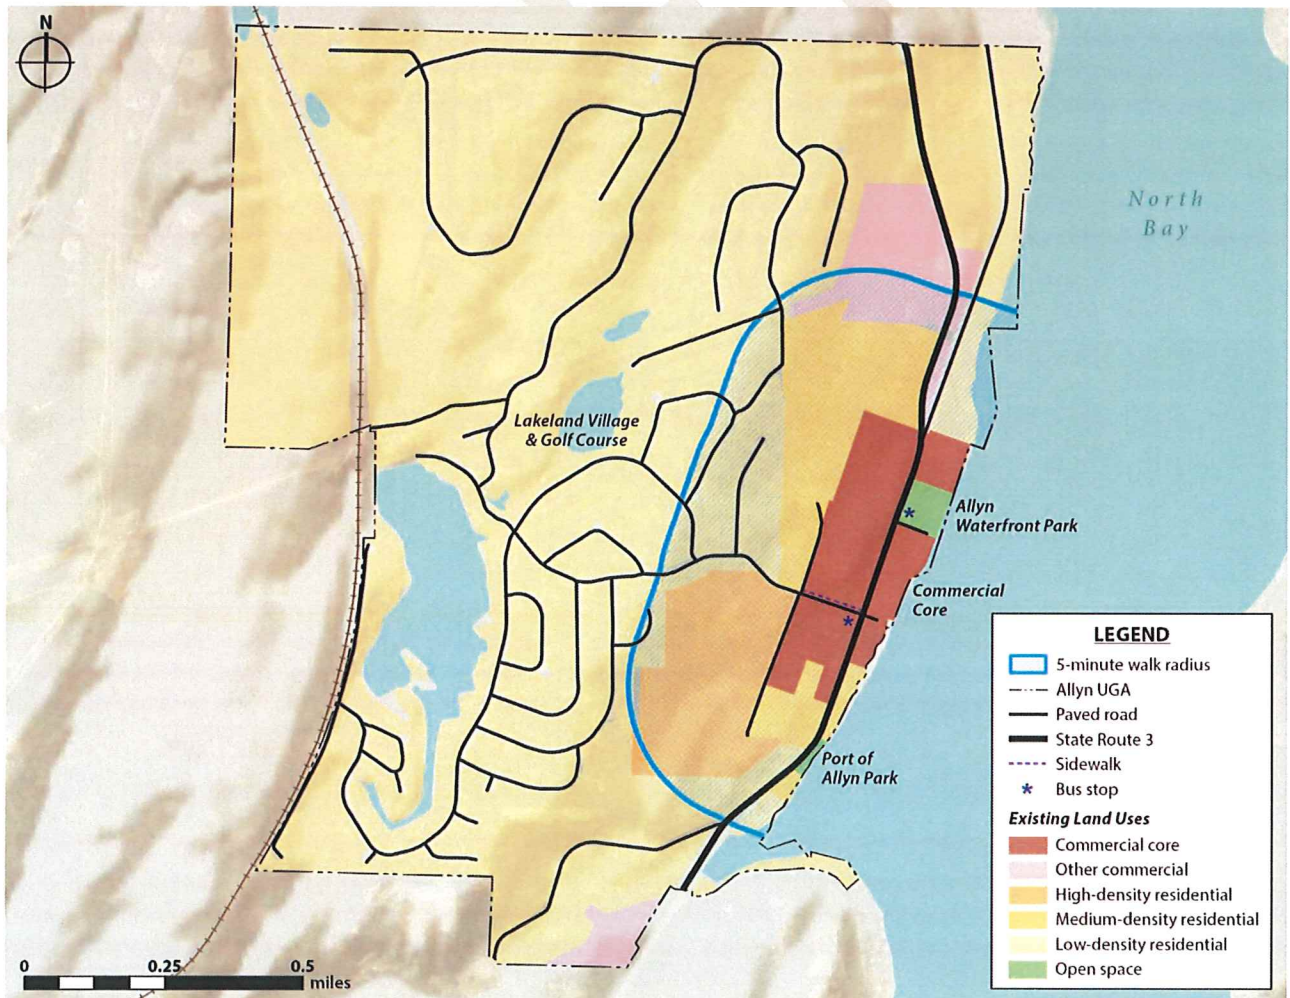 N
North
Bay
Lakeland Village
& Golf Course
Allyn
Waterfront Park
Commercial
Core
Port of
Allyn Park
LEGEND
5-minute walk radius
Allyn UGA
Paved road
State Route 3
Sidewalk
* Bus stop
Existing Land Uses
Commercial core
Other commercial
High-density residential
Medium-density residential
Low-density residential
Open space
0 0.25 0.5
miles